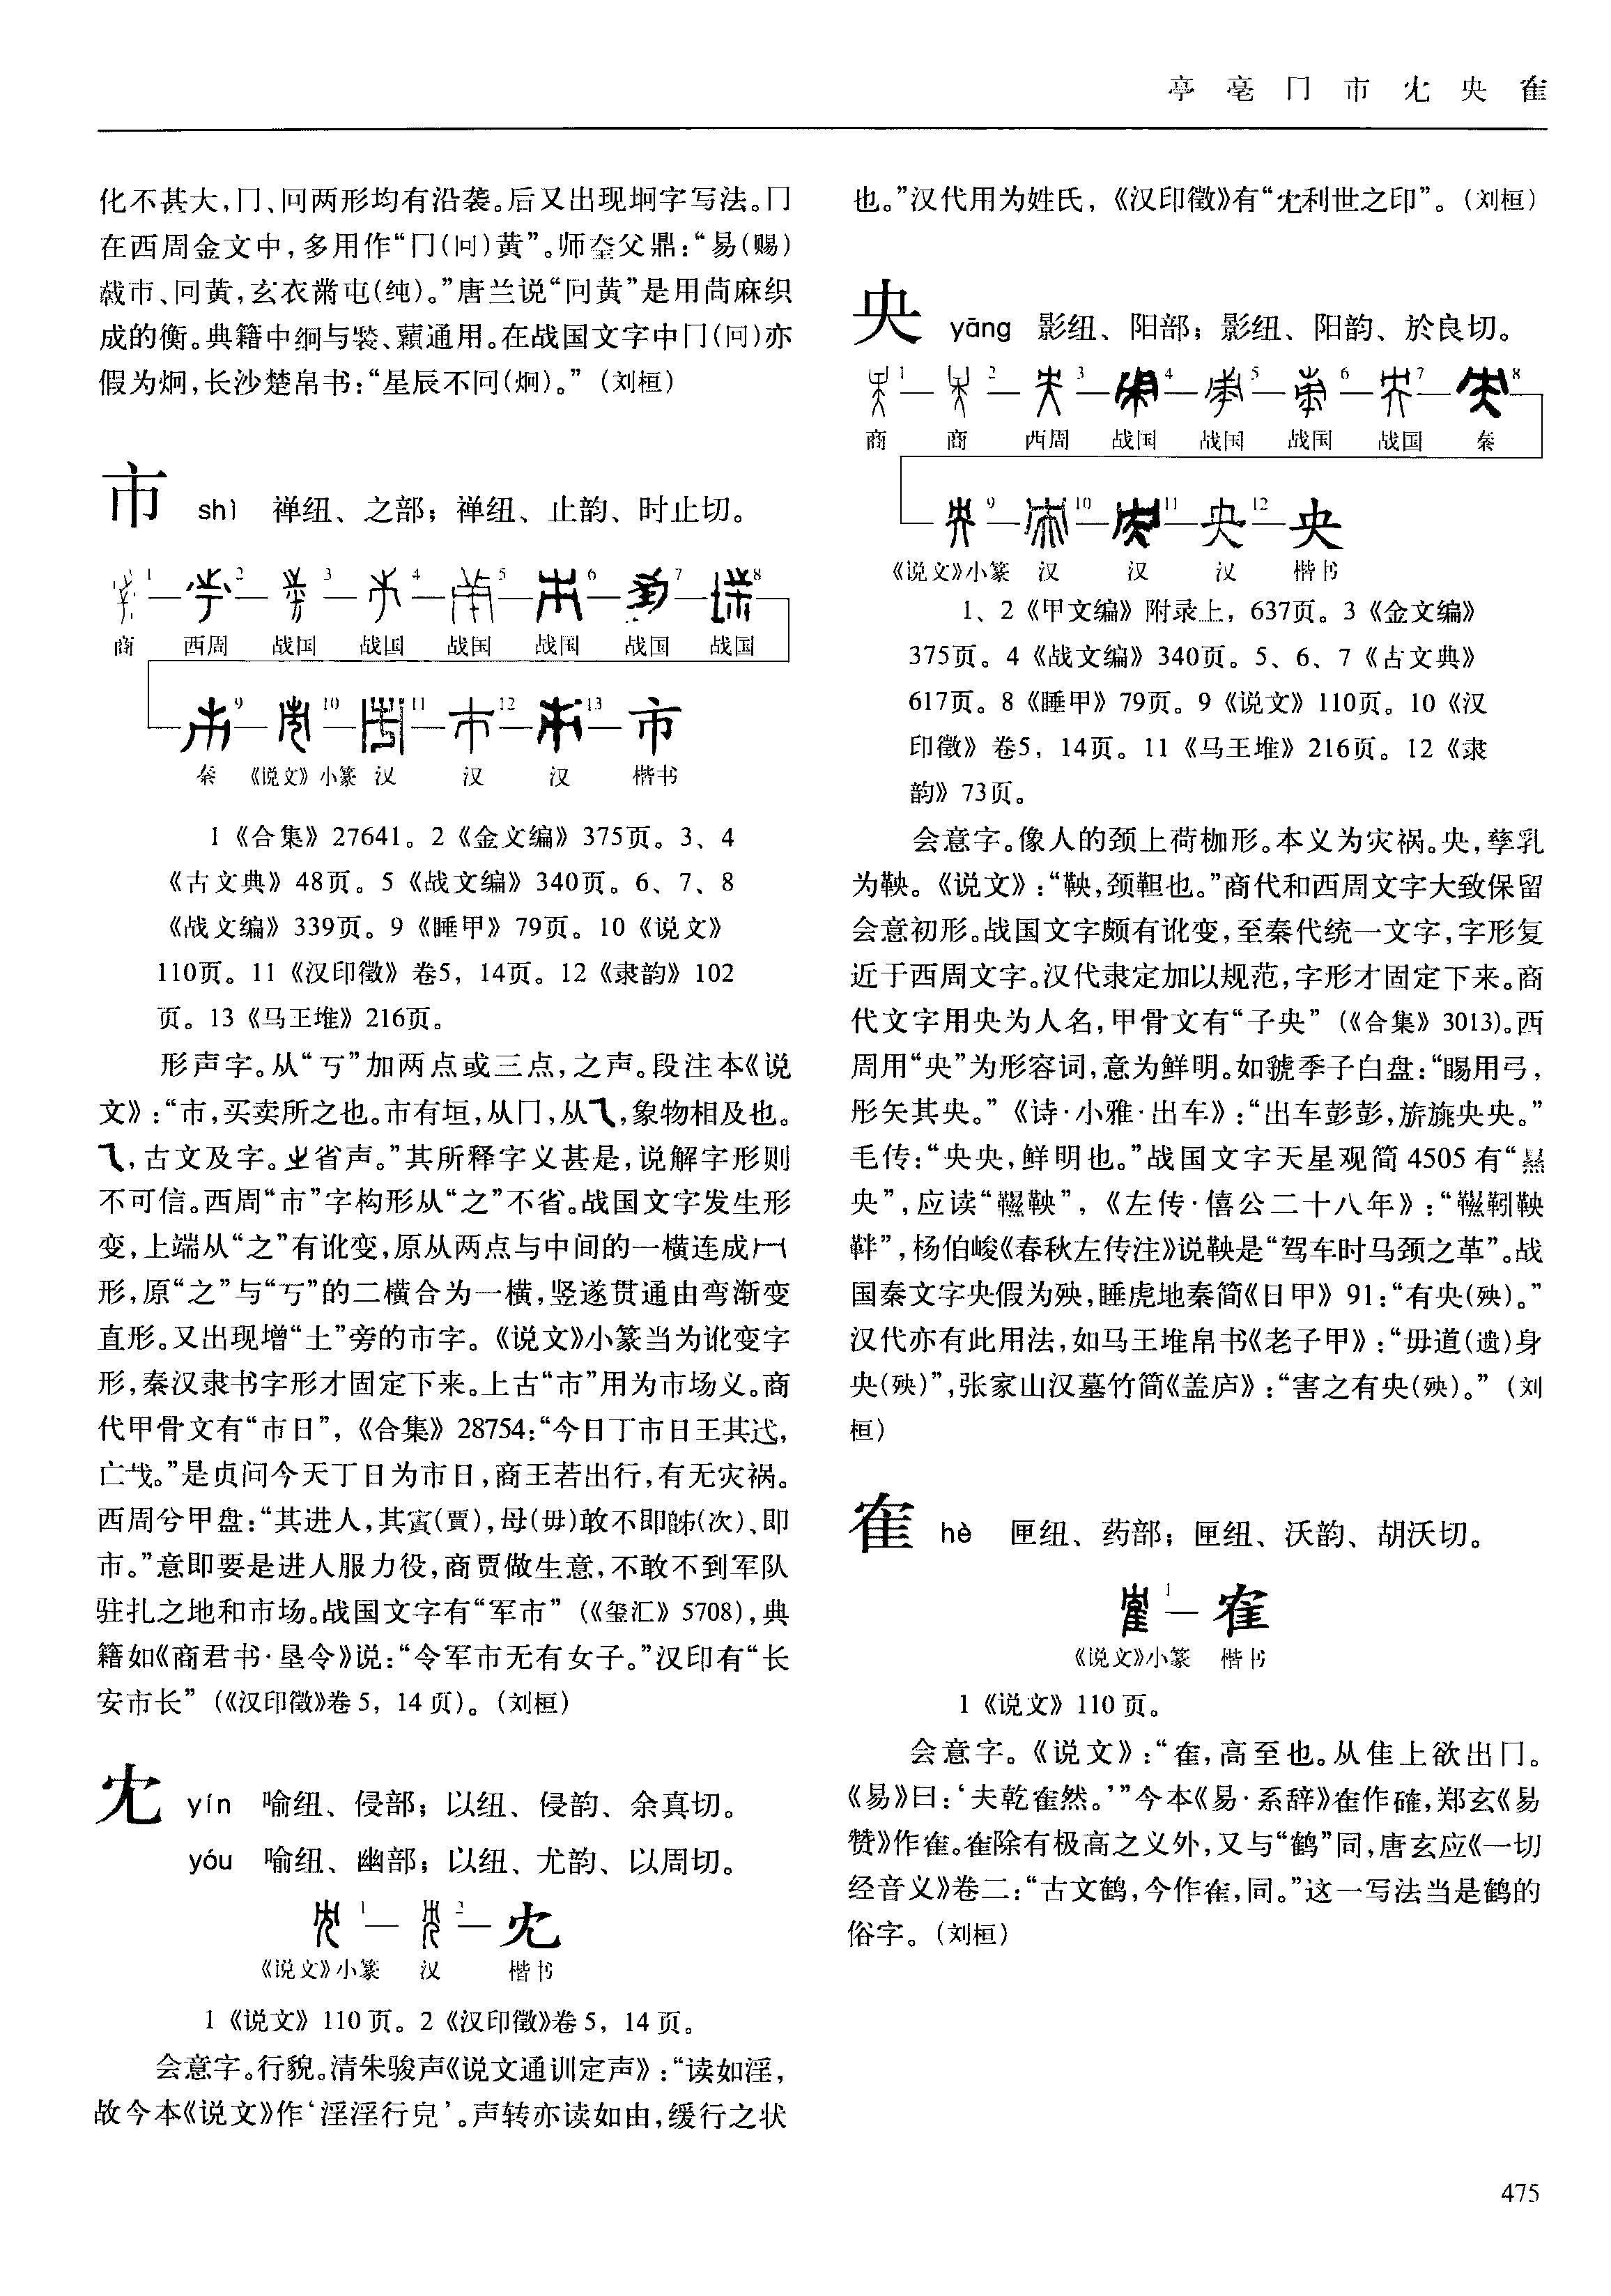 亭 亳 冂 市 冘 央 隺
化不甚大，冂、冋两形均有沿袭。后又出现坰字写法。冂
在西周金文中，多用作“冂(冋)黄”。师父鼎：“易(赐)
市、冋黄，玄衣黹屯(纯)。”唐兰说“冋黄”是用苘麻织
成的衡。典籍中䌹与褧、蘔通用。在战国文字中冂(冋)亦
假为炯，长沙楚帛书：“星辰不冋(炯)。”（刘桓）
市 shì 禅纽、之部；禅纽、止韵、时止切。
1 2 3 4 5 6 7 8
商 西周 战国 战国 战国 战国 战国 战国
9 10 11 12 13 市
秦 《说文》小篆 汉 汉 汉 楷书
1《合集》27641。2《金文编》375页。3、4
《古文典》48页。5《战文编》340页。6、7、8
《战文编》339页。9《睡甲》79页。10《说文》
110页。11《汉印徵》卷5，14页。12《隶韵》102
页。13《马王堆》216页。
形声字。从“丂”加两点或三点，之声。段注本《说
文》：“市，买卖所之也。市有垣，从冂，从乁，象物相及也。
乁，古文及字。㞢省声。”其所释字义甚是，说解字形则
不可信。西周“市”字构形从“之”不省。战国文字发生形
变，上端从“之”有讹变，原从两点与中间的一横连成
形，原“之”与“丂”的二横合为一横，竖遂贯通由弯渐变
直形。又出现增“土”旁的市字。《说文》小篆当为讹变字
形，秦汉隶书字形才固定下来。上古“市”用为市场义。商
代甲骨文有“市日”，《合集》28754：“今日丁市日王其迖，
亡𢦏。”是贞问今天丁日为市日，商王若出行，有无灾祸。
西周兮甲盘：“其进人，其(賈)，母(毋)敢不即(次)、即
市。”意即要是进人服力役，商贾做生意，不敢不到军队
驻扎之地和市场。战国文字有“军市”（《玺汇》5708），典
籍如《商君书·垦令》说：“令军市无有女子。”汉印有“长
安市长”（《汉印徵》卷5，14页）。（刘桓）
冘 yín 喻纽、侵部；以纽、侵韵、余真切。
yóu 喻纽、幽部；以纽、尤韵、以周切。
1 2 冘
《说文》小篆 汉 楷书
1《说文》110页。2《汉印徵》卷5，14页。
会意字。行貌。清朱骏声《说文通训定声》：“读如淫，
故今本《说文》作‘淫淫行皃’。声转亦读如由，缓行之状
也。”汉代用为姓氏，《汉印徵》有“冘利世之印”。（刘桓）
央 yāng 影纽、阳部；影纽、阳韵、於良切。
1 2 3 4 5 6 7 8
商 商 西周 战国 战国 战国 战国 秦
9 10 11 12 央
《说文》小篆 汉 汉 汉 楷书
1、2《甲文编》附录上，637页。3《金文编》
375页。4《战文编》340页。5、6、7《古文典》
617页。8《睡甲》79页。9《说文》110页。10《汉
印徵》卷5，14页。11《马王堆》216页。12《隶
韵》73页。
会意字。像人的颈上荷枷形。本义为灾祸。央，孳乳
为鞅。《说文》：“鞅，颈靼也。”商代和西周文字大致保留
会意初形。战国文字颇有讹变，至秦代统一文字，字形复
近于西周文字。汉代隶定加以规范，字形才固定下来。商
代文字用央为人名，甲骨文有“子央”（《合集》3013）。西
周用“央”为形容词，意为鲜明。如虢季子白盘：“赐用弓，
彤矢其央。”《诗·小雅·出车》：“出车彭彭，旂旐央央。”
毛传：“央央，鲜明也。”战国文字天星观简4505有“
央”，应读“韅鞅”，《左传·僖公二十八年》：“韅靷鞅
靽”，杨伯峻《春秋左传注》说鞅是“驾车时马颈之革”。战
国秦文字央假为殃，睡虎地秦简《日甲》91：“有央(殃)。”
汉代亦有此用法，如马王堆帛书《老子甲》：“毋道(遗)身
央(殃)”，张家山汉墓竹简《盖庐》：“害之有央(殃)。”（刘
桓）
隺 hè 匣纽、药部；匣纽、沃韵、胡沃切。
1 隺
《说文》小篆 楷书
1《说文》110页。
会意字。《说文》：“隺，高至也。从隹上欲出冂。
《易》曰：‘夫乾隺然。’”今本《易·系辞》隺作確，郑玄《易
赞》作隺。隺除有极高之义外，又与“鹤”同，唐玄应《一切
经音义》卷二：“古文鹤，今作隺，同。”这一写法当是鹤的
俗字。（刘桓）
475